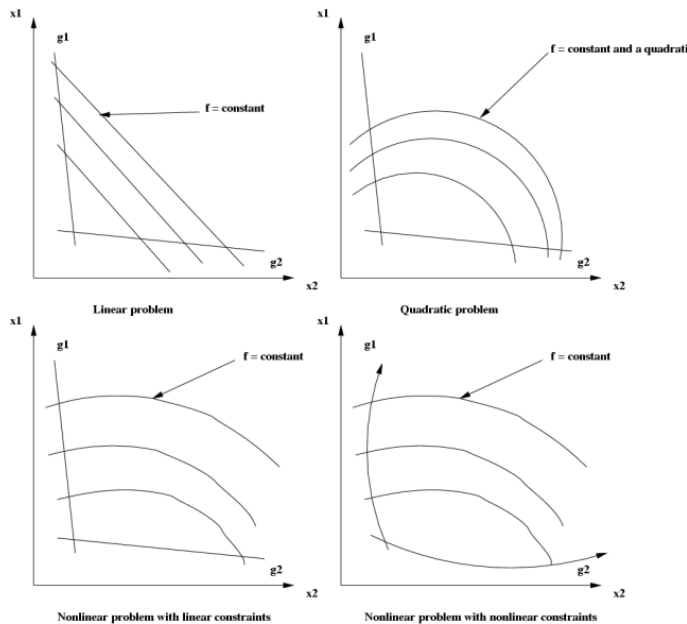 x1
g1
f = constant
g2
x2
Linear problem
x1
g1
f = constant and a quadrati
g2
x2
Quadratic problem
x1
g1
f = constant
g2
x2
Nonlinear problem with linear constraints
x1
g1
f = constant
g2
x2
Nonlinear problem with nonlinear constraints